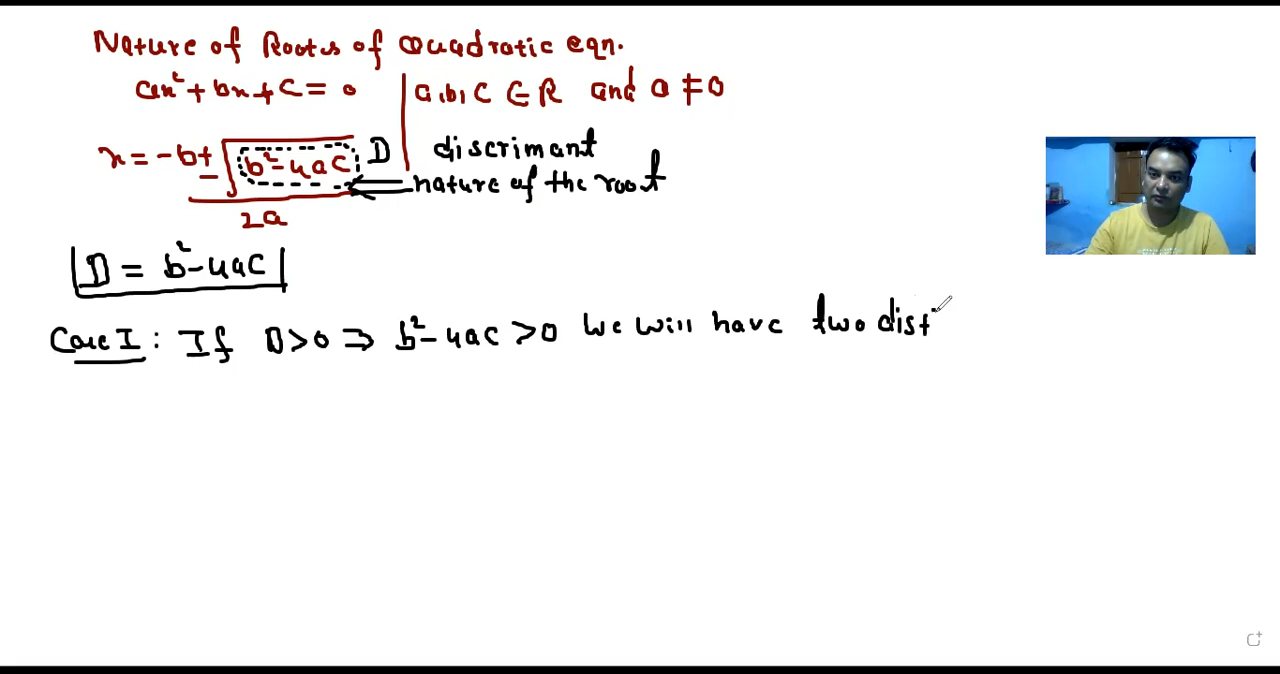 Nature of Roots of quadratic eqn.
ax²+bx+c=0 | a,b,c ∈ R and a ≠ 0
x = -b ± √b²-4ac D discrimant
nature of the root
2a
D = b²-4ac
Case I : If D>0 ⇒ b²-4ac >0 We will have two dist